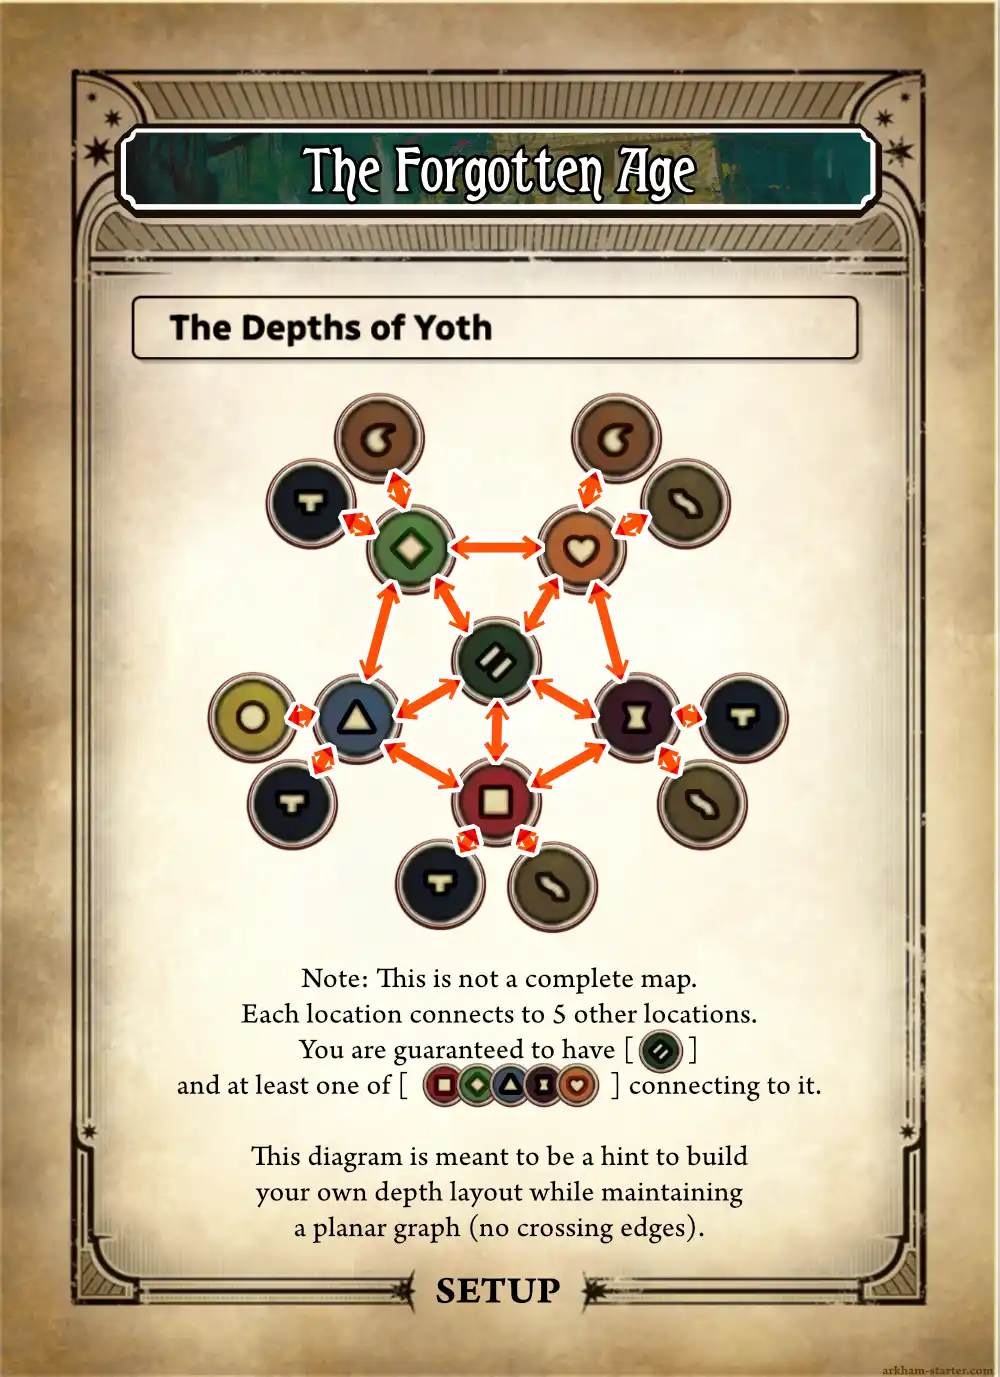 The Forgotten Age
The Depths of Yoth
Note: This is not a complete map.
Each location connects to 5 other locations.
You are guaranteed to have [ ]
and at least one of [ ] connecting to it.
This diagram is meant to be a hint to build
your own depth layout while maintaining
a planar graph (no crossing edges).
SETUP
arkham-starter.com